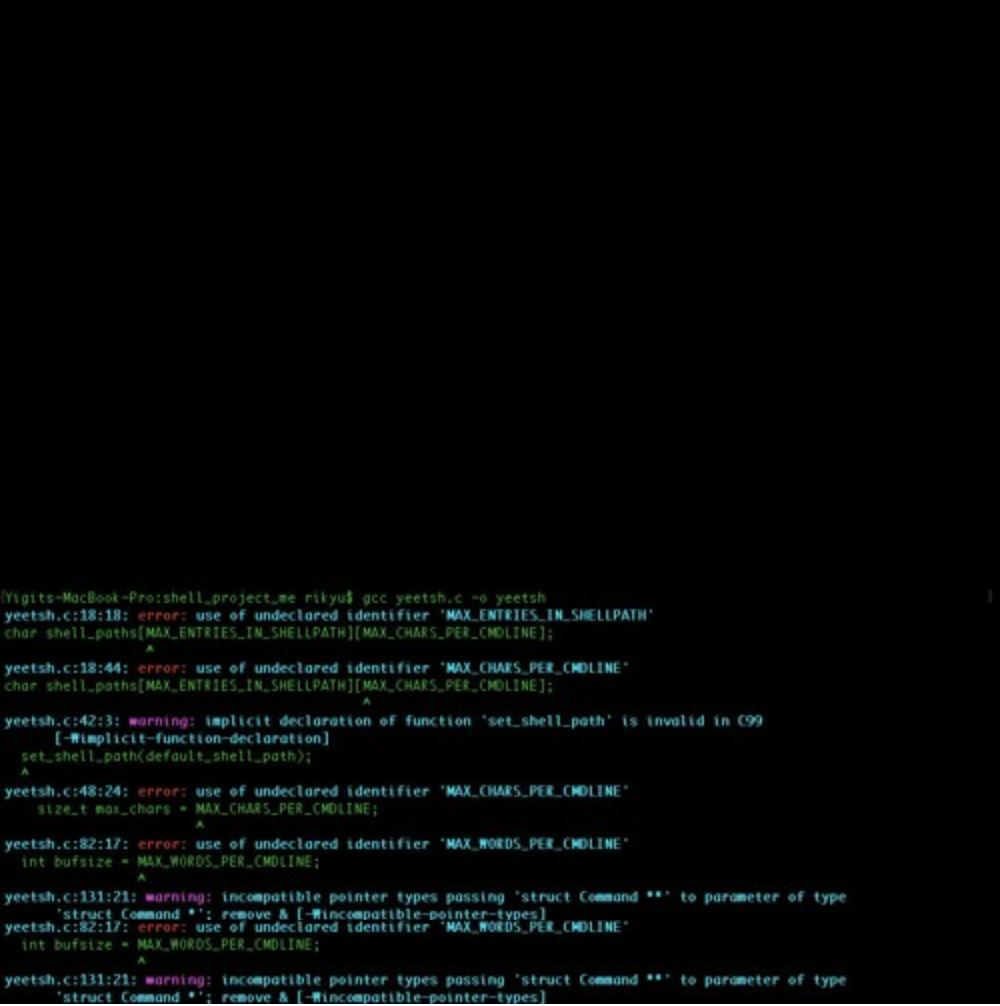 Yigits-MacBook-Pro:shell_project_me rikyu$ gcc yeetsh.c -o yeetsh
yeetsh.c:18:18: error: use of undeclared identifier 'MAX_ENTRIES_IN_SHELLPATH'
char shell_paths[MAX_ENTRIES_IN_SHELLPATH][MAX_CHARS_PER_CMDLINE];
^
yeetsh.c:18:44: error: use of undeclared identifier 'MAX_CHARS_PER_CMDLINE'
char shell_paths[MAX_ENTRIES_IN_SHELLPATH][MAX_CHARS_PER_CMDLINE];
^
yeetsh.c:42:3: warning: implicit declaration of function 'set_shell_path' is invalid in C99
[-Wimplicit-function-declaration]
set_shell_path(default_shell_path);
^
yeetsh.c:48:24: error: use of undeclared identifier 'MAX_CHARS_PER_CMDLINE'
size_t max_chars = MAX_CHARS_PER_CMDLINE;
^
yeetsh.c:82:17: error: use of undeclared identifier 'MAX_WORDS_PER_CMDLINE'
int bufsize = MAX_WORDS_PER_CMDLINE;
^
yeetsh.c:131:21: warning: incompatible pointer types passing 'struct Command **' to parameter of type
'struct Command *'; remove & [-Wincompatible-pointer-types]
yeetsh.c:82:17: error: use of undeclared identifier 'MAX_WORDS_PER_CMDLINE'
int bufsize = MAX_WORDS_PER_CMDLINE;
^
yeetsh.c:131:21: warning: incompatible pointer types passing 'struct Command **' to parameter of type
'struct Command *'; remove & [-Wincompatible-pointer-types]